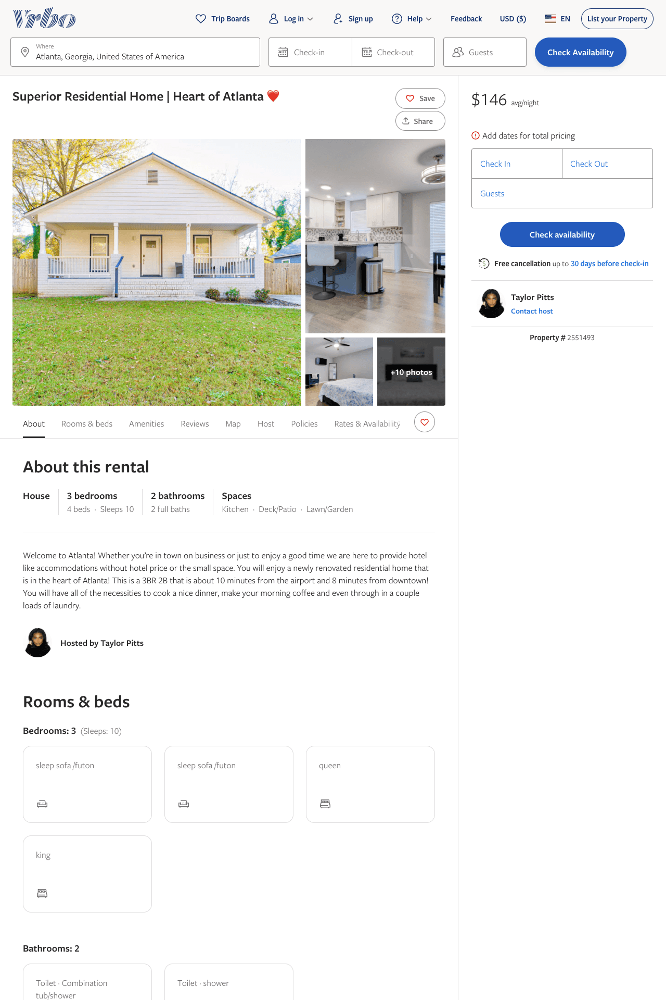 Vrbo
Trip Boards
Log in
Sign up
Help
Feedback
USD ($)
EN
List your Property
Where
Atlanta, Georgia, United States of America
Check-in
Check-out
Guests
Check Availability
Superior Residential Home | Heart of Atlanta ❤️
Save
Share
+10 photos
$146 avg/night
Add dates for total pricing
Check In
Check Out
Guests
Check availability
Free cancellation up to 30 days before check-in
Taylor Pitts
Contact host
Property # 2551493
About
Rooms & beds
Amenities
Reviews
Map
Host
Policies
Rates & Availability
About this rental
House
3 bedrooms
4 beds · Sleeps 10
2 bathrooms
2 full baths
Spaces
Kitchen · Deck/Patio · Lawn/Garden
Welcome to Atlanta! Whether you’re in town on business or just to enjoy a good time we are here to provide hotel
like accommodations without hotel price or the small space. You will enjoy a newly renovated residential home that
is in the heart of Atlanta! This is a 3BR 2B that is about 10 minutes from the airport and 8 minutes from downtown!
You will have all of the necessities to cook a nice dinner, make your morning coffee and even through in a couple
loads of laundry.
Hosted by Taylor Pitts
Rooms & beds
Bedrooms: 3 (Sleeps: 10)
sleep sofa /futon
sleep sofa /futon
queen
king
Bathrooms: 2
Toilet · Combination
tub/shower
Toilet · shower